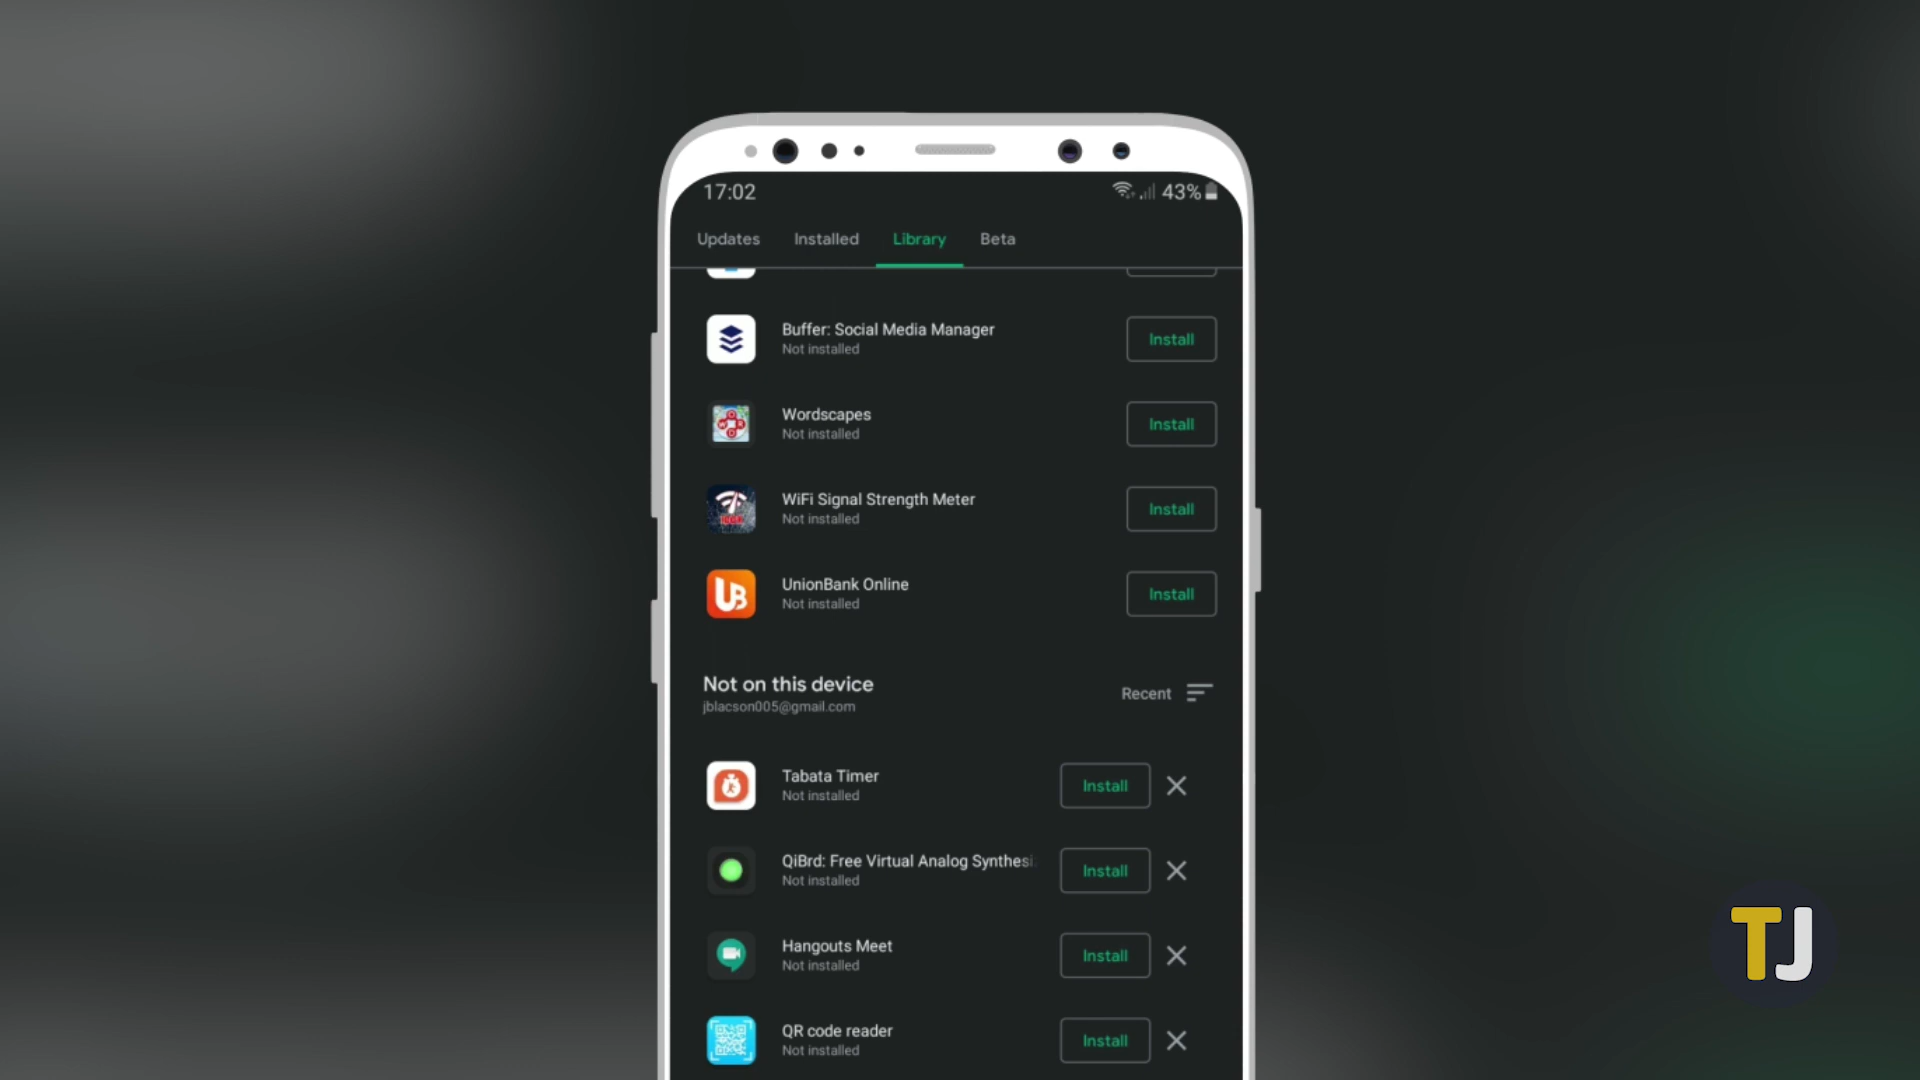 17:02 43%
Updates Installed Library Beta
Buffer: Social Media Manager
Not installed
Install
Wordscapes
Not installed
Install
WiFi Signal Strength Meter
Not installed
Install
UnionBank Online
Not installed
Install
Not on this device
jblacson005@gmail.com
Recent
Tabata Timer
Not installed
Install
QiBrd: Free Virtual Analog Synthesi
Not installed
Install
Hangouts Meet
Not installed
Install
QR code reader
Not installed
Install
TJ